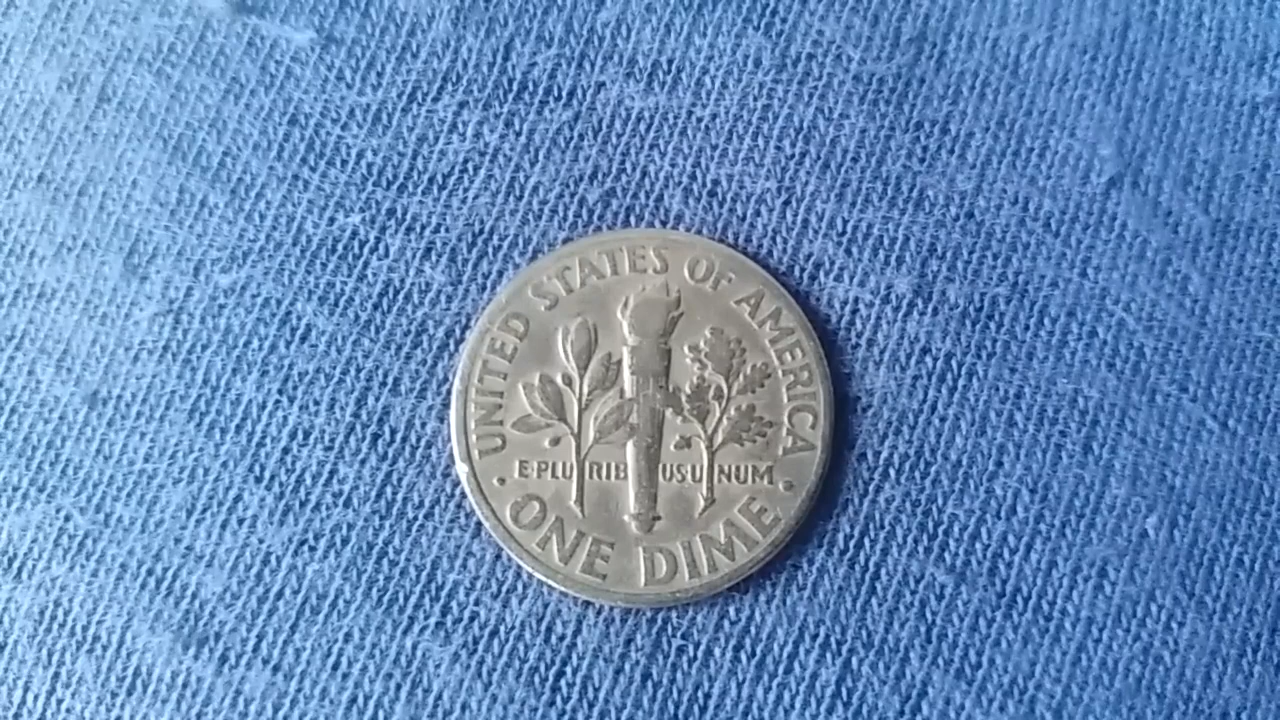 UNITED STATES OF AMERICA
E·PLURIBUS·UNUM
· ONE DIME ·